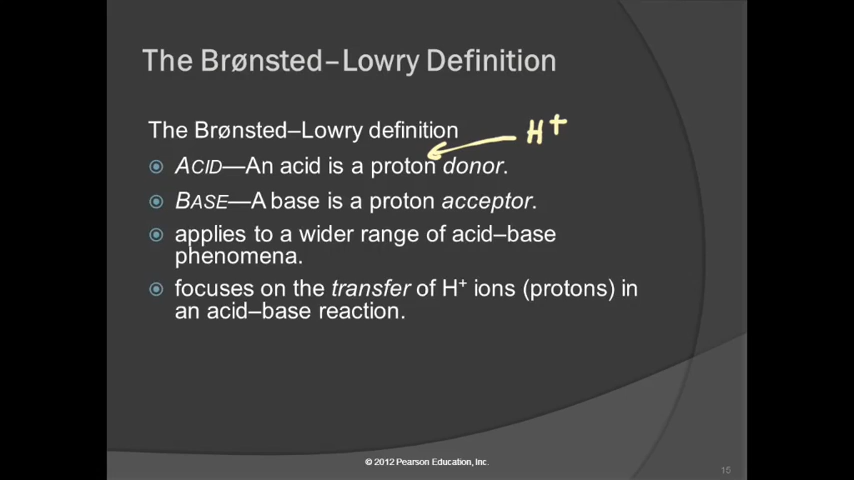 The Brønsted–Lowry Definition
The Brønsted–Lowry definition
H+
ACID—An acid is a proton donor.
BASE—A base is a proton acceptor.
applies to a wider range of acid–base
phenomena.
focuses on the transfer of H+ ions (protons) in
an acid–base reaction.
© 2012 Pearson Education, Inc.
15